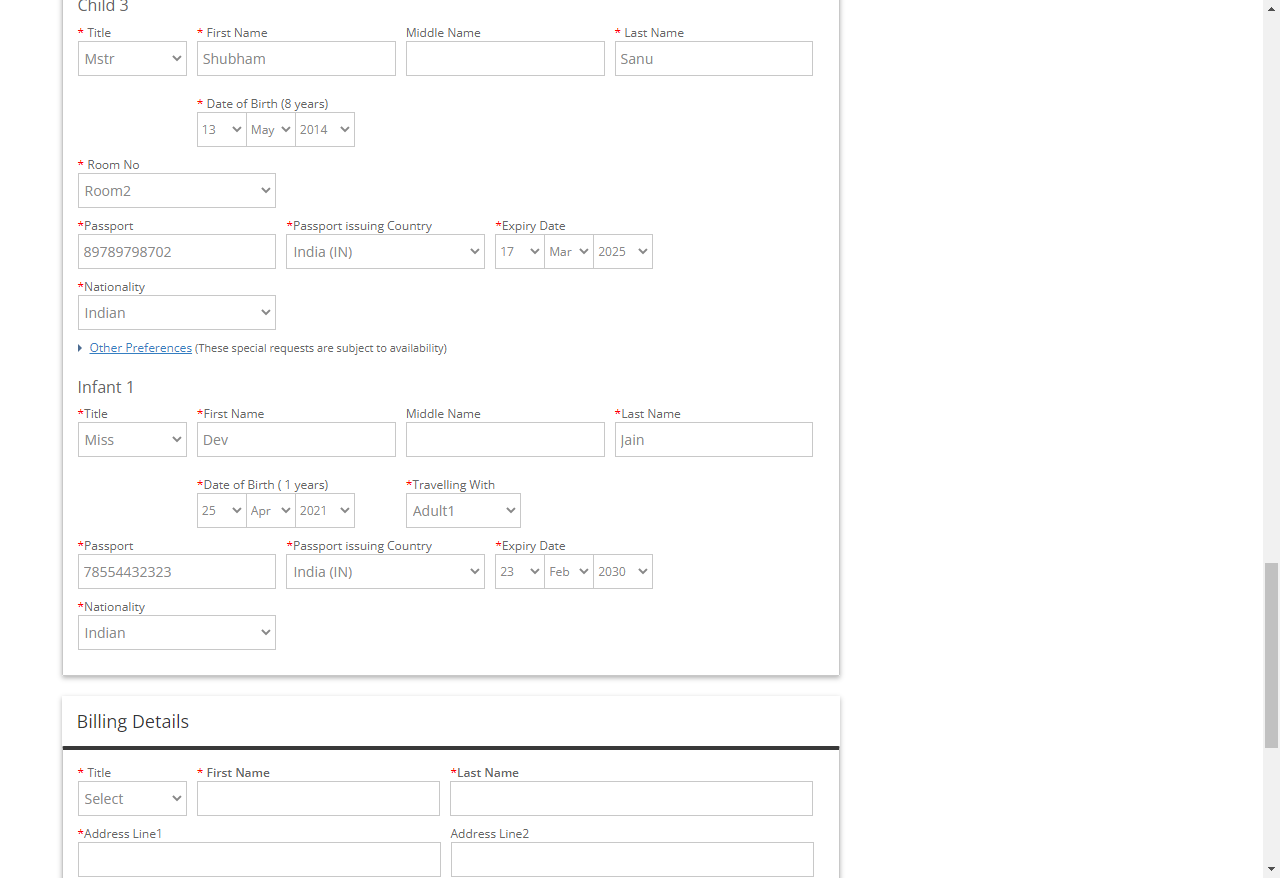 Child 3
* Title * First Name Middle Name * Last Name
Mstr Shubham Sanu
* Date of Birth (8 years)
13 May 2014
* Room No
Room2
*Passport *Passport issuing Country *Expiry Date
89789798702 India (IN) 17 Mar 2025
*Nationality
Indian
Other Preferences (These special requests are subject to availability)
Infant 1
*Title *First Name Middle Name *Last Name
Miss Dev Jain
*Date of Birth ( 1 years) *Travelling With
25 Apr 2021 Adult1
*Passport *Passport issuing Country *Expiry Date
78554432323 India (IN) 23 Feb 2030
*Nationality
Indian
Billing Details
* Title * First Name *Last Name
Select
*Address Line1 Address Line2